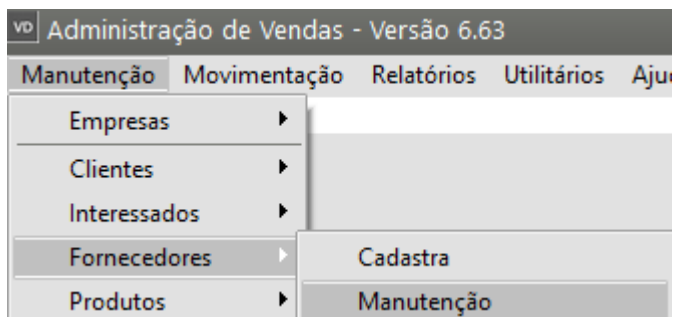 VD Administração de Vendas - Versão 6.63
Manutenção Movimentação Relatórios Utilitários
Empresas
Clientes
Interessados
Fornecedores
Cadastra
Produtos
Manutenção